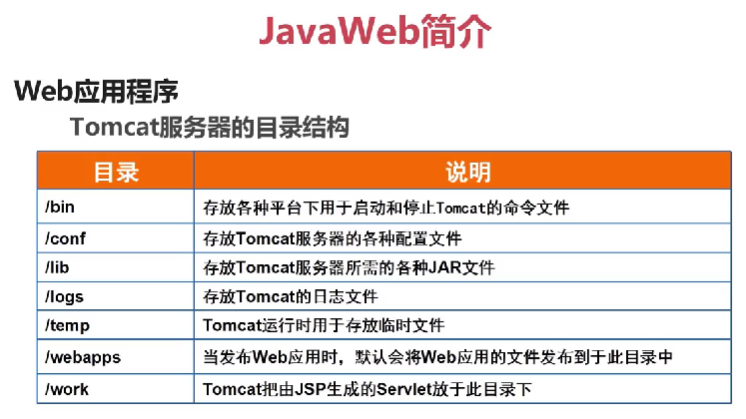 JavaWeb简介
Web应用程序
Tomcat服务器的目录结构
目录 说明
/bin 存放各种平台下用于启动和停止Tomcat的命令文件
/conf 存放Tomcat服务器的各种配置文件
/lib 存放Tomcat服务器所需的各种JAR文件
/logs 存放Tomcat的日志文件
/temp Tomcat运行时用于存放临时文件
/webapps 当发布Web应用时，默认会将Web应用的文件发布到于此目录中
/work Tomcat把由JSP生成的Servlet放于此目录下